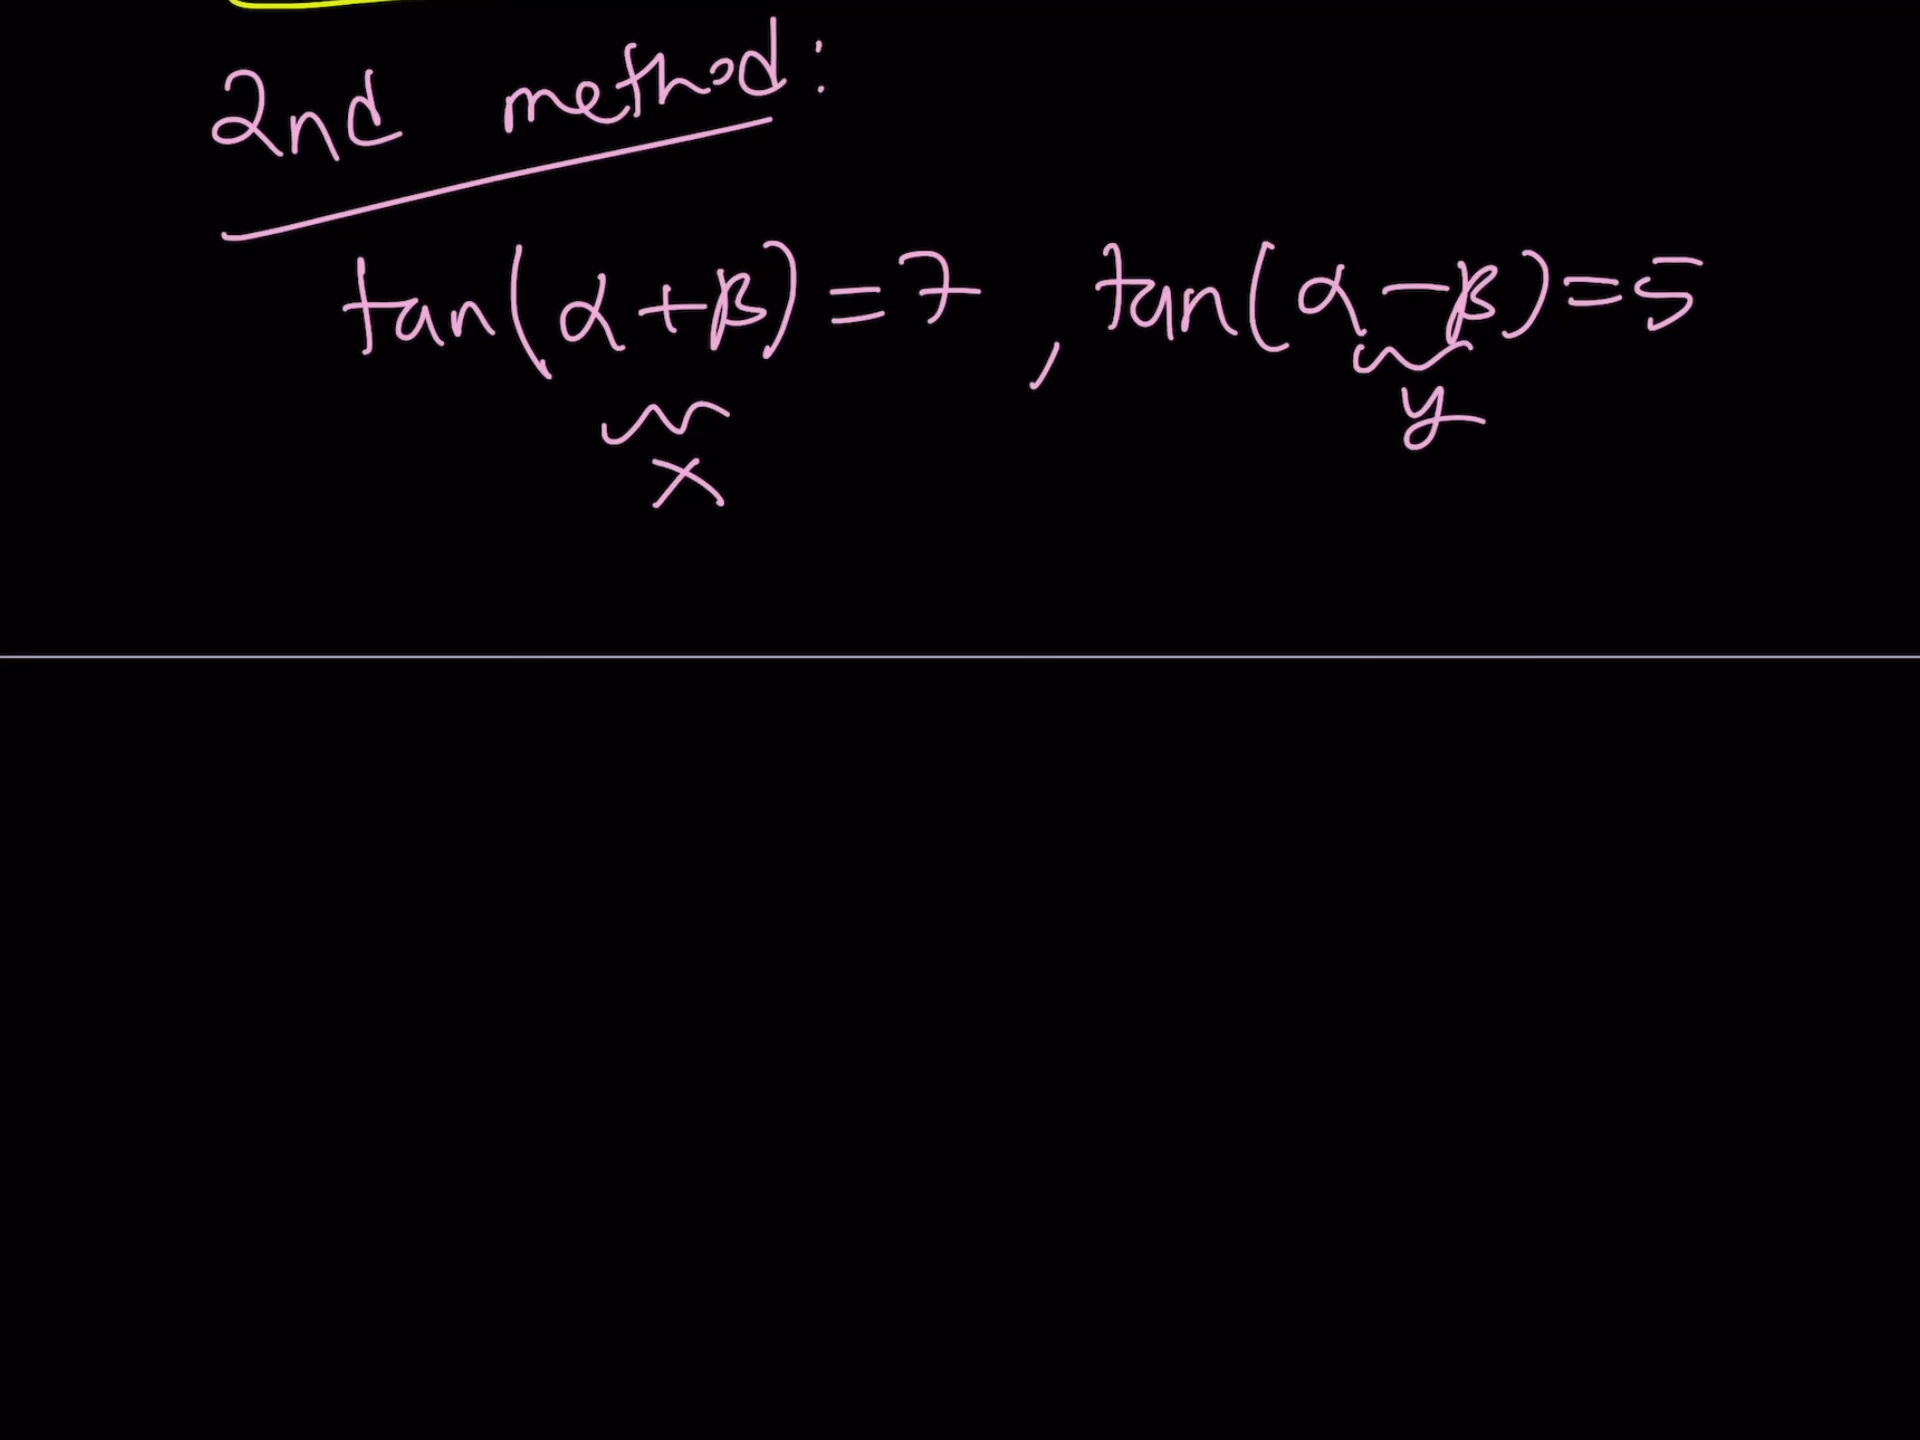 2nd method:
tan(α+β)=7 , tan(α-β)=5
x y